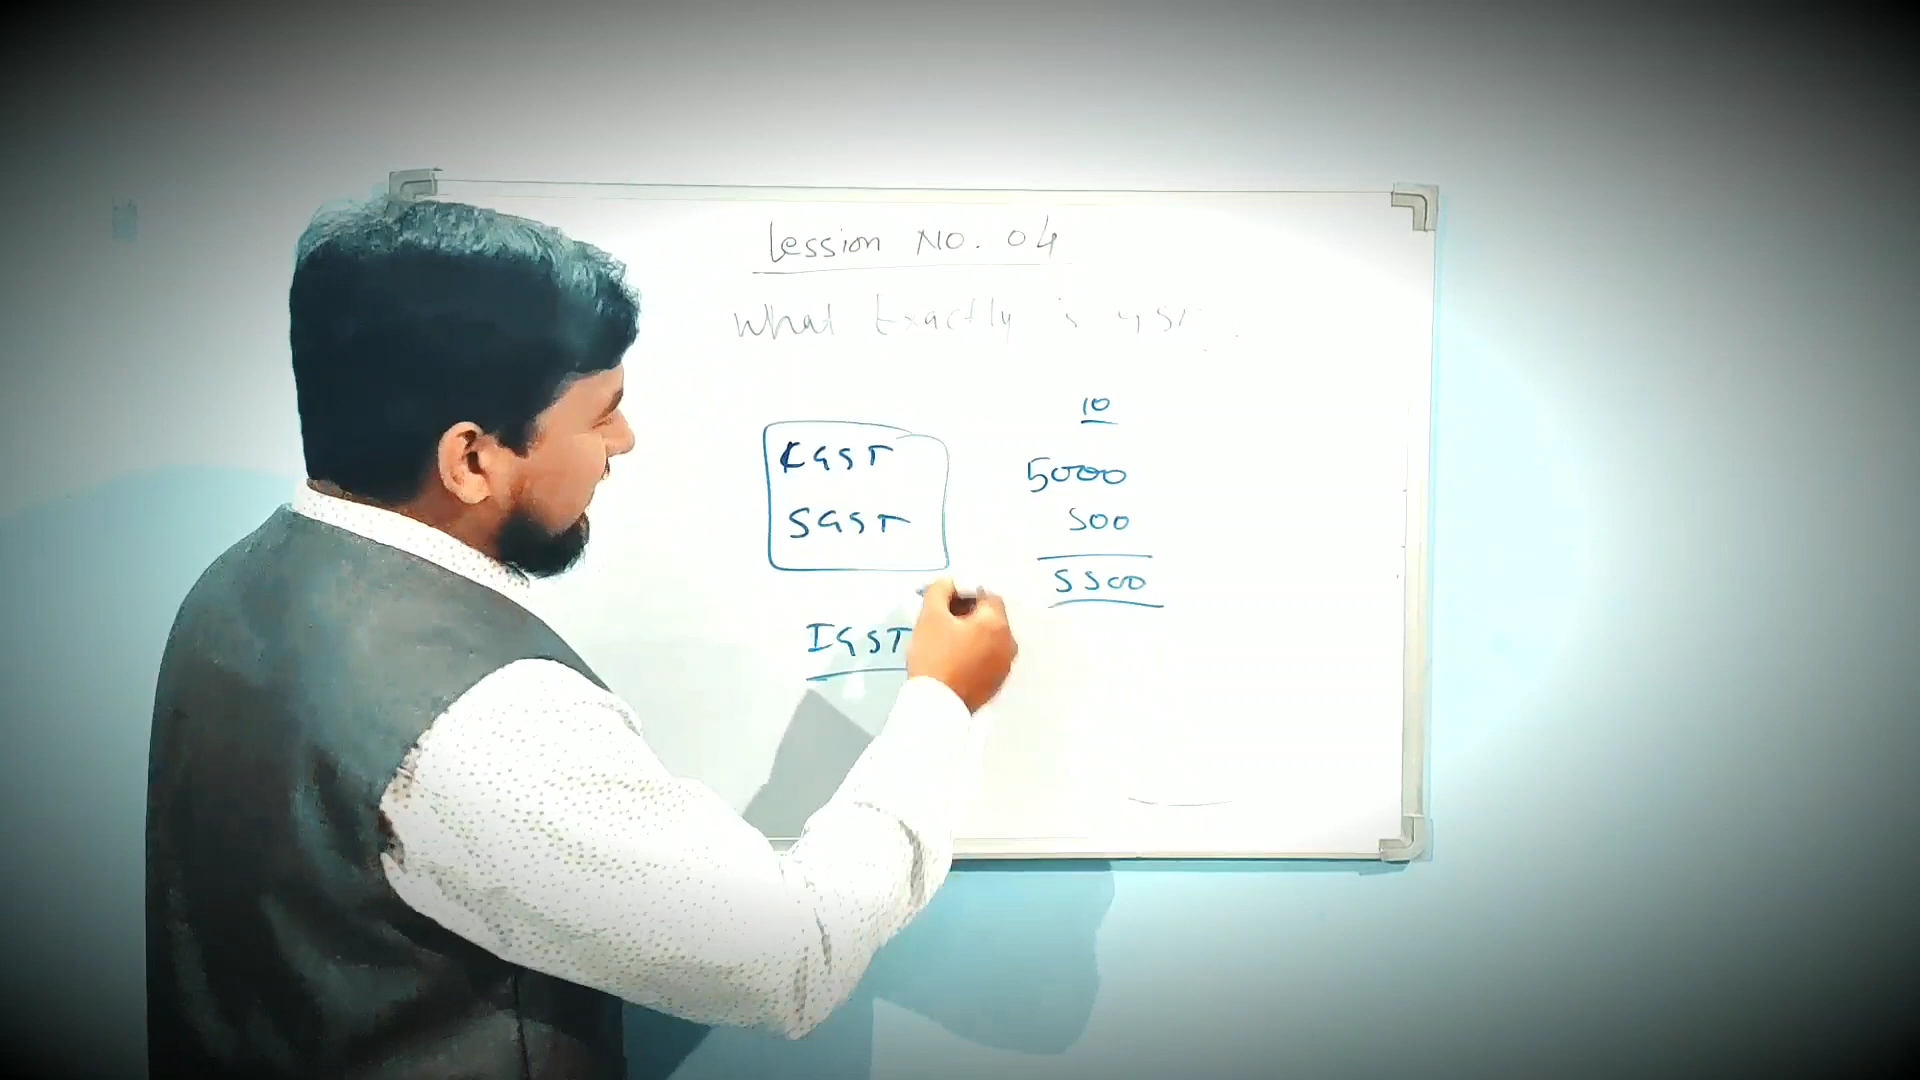 Lession No. 04
What Exactly is GST
CGST
SGST
IGST
10
5000
500
5500